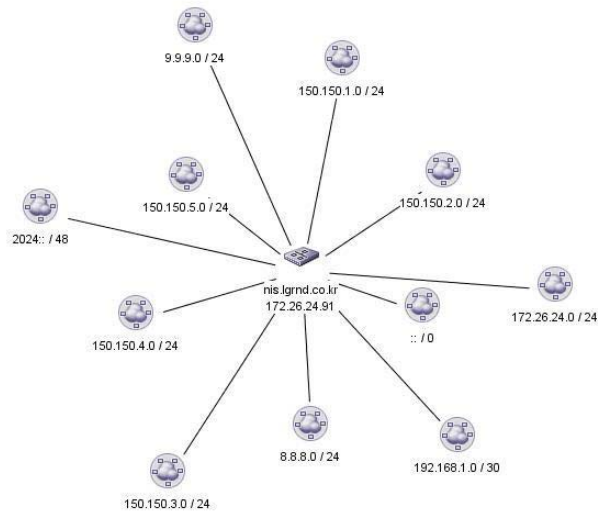 9.9.9.0 / 24
150.150.1.0 / 24
150.150.5.0 / 24
150.150.2.0 / 24
2024:: / 48
nis.lgrnd.co.kr
172.26.24.91
172.26.24.0 / 24
:: / 0
150.150.4.0 / 24
8.8.8.0 / 24
192.168.1.0 / 30
150.150.3.0 / 24